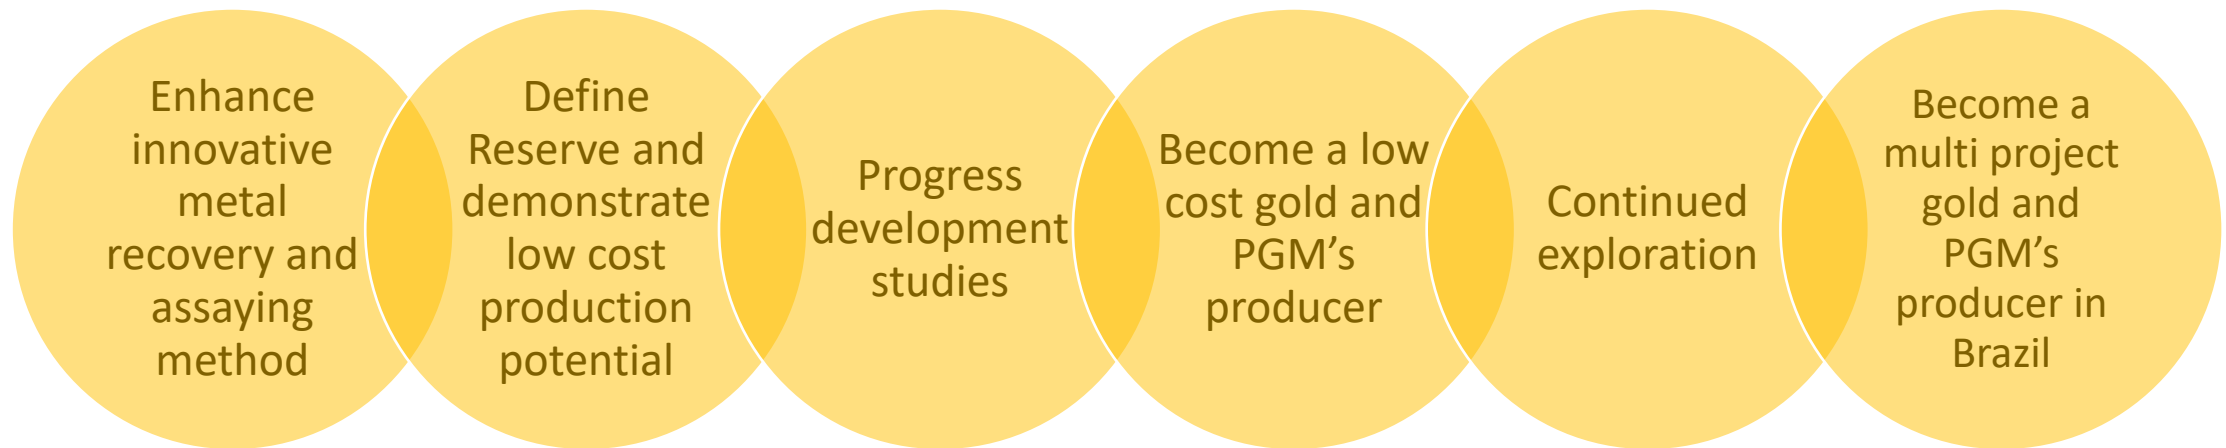 Enhance
innovative
metal
recovery and
assaying
method
Define
Reserve and
demonstrate
low cost
production
potential
Progress
development
studies
Become a low
cost gold and
PGM’s
producer
Continued
exploration
Become a
multi project
gold and
PGM’s
producer in
Brazil